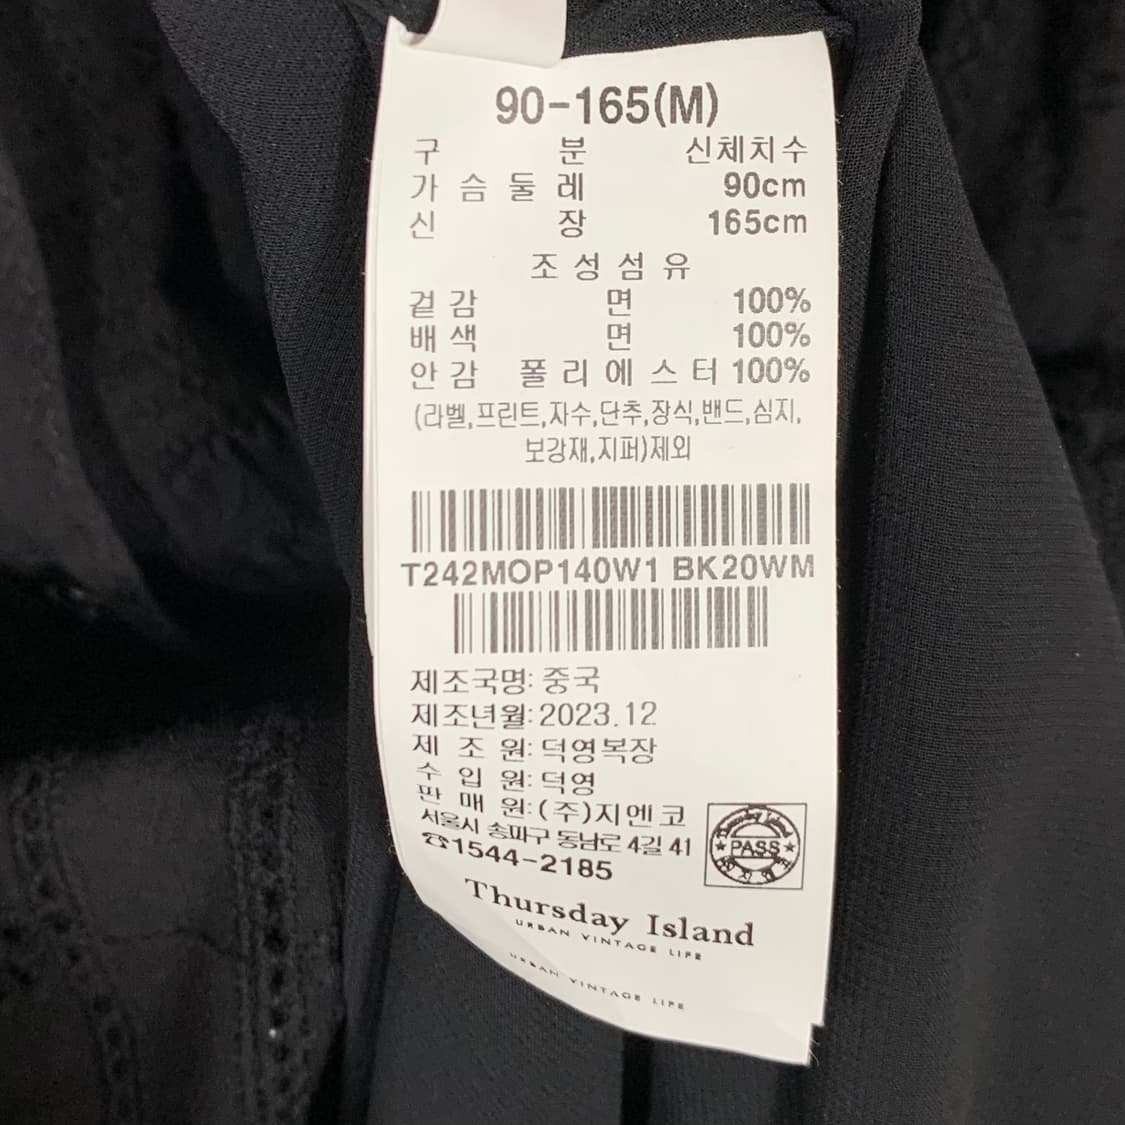 90-165(M)
구 분 신체치수
가 슴 둘 레 90cm
신 장 165cm
조 성 섬 유
겉 감 면 100%
배 색 면 100%
안 감 폴 리 에 스 터 100%
(라벨,프린트,자수,단추,장식,밴드,심지,
보강재,지퍼)제외
T242MOP140W1 BK20WM
제조국명: 중국
제조년월: 2023.12
제 조 원: 덕영복장
수 입 원: 덕영
판 매 원: (주)지엔코
서울시 송파구 동남로 4길 41
☎1544-2185
PASS
Thursday Island
URBAN VINTAGE LIFE
URBAN VINTAGE LIFE